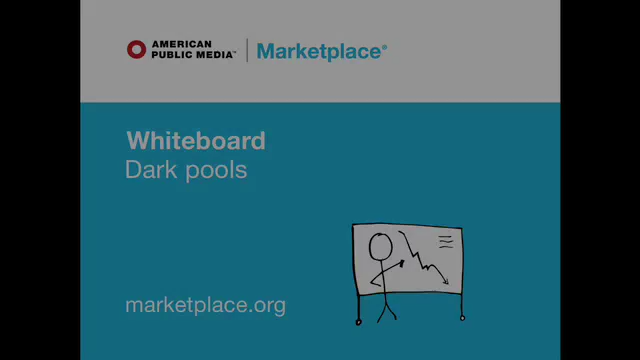 AMERICAN
PUBLIC MEDIA™
Marketplace®
Whiteboard
Dark pools
marketplace.org